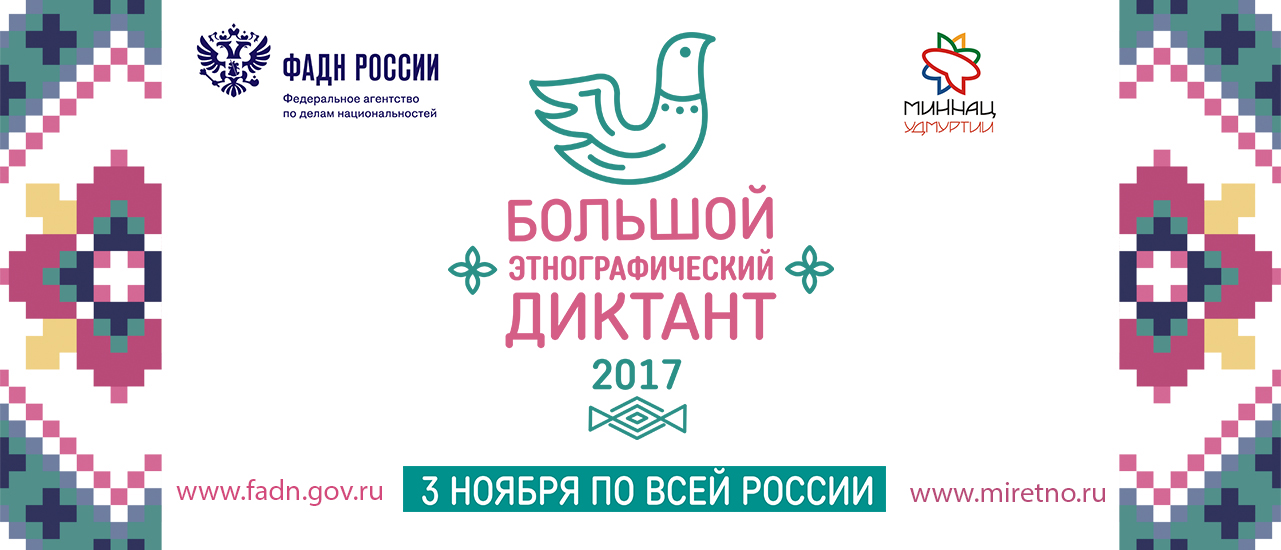 ФАДН РОССИИ
Федеральное агентство
по делам национальностей
МИННАЦ
УДМУРТИИ
БОЛЬШОЙ
ЭТНОГРАФИЧЕСКИЙ
ДИКТАНТ
2017
www.fadn.gov.ru
3 НОЯБРЯ ПО ВСЕЙ РОССИИ
www.miretno.ru